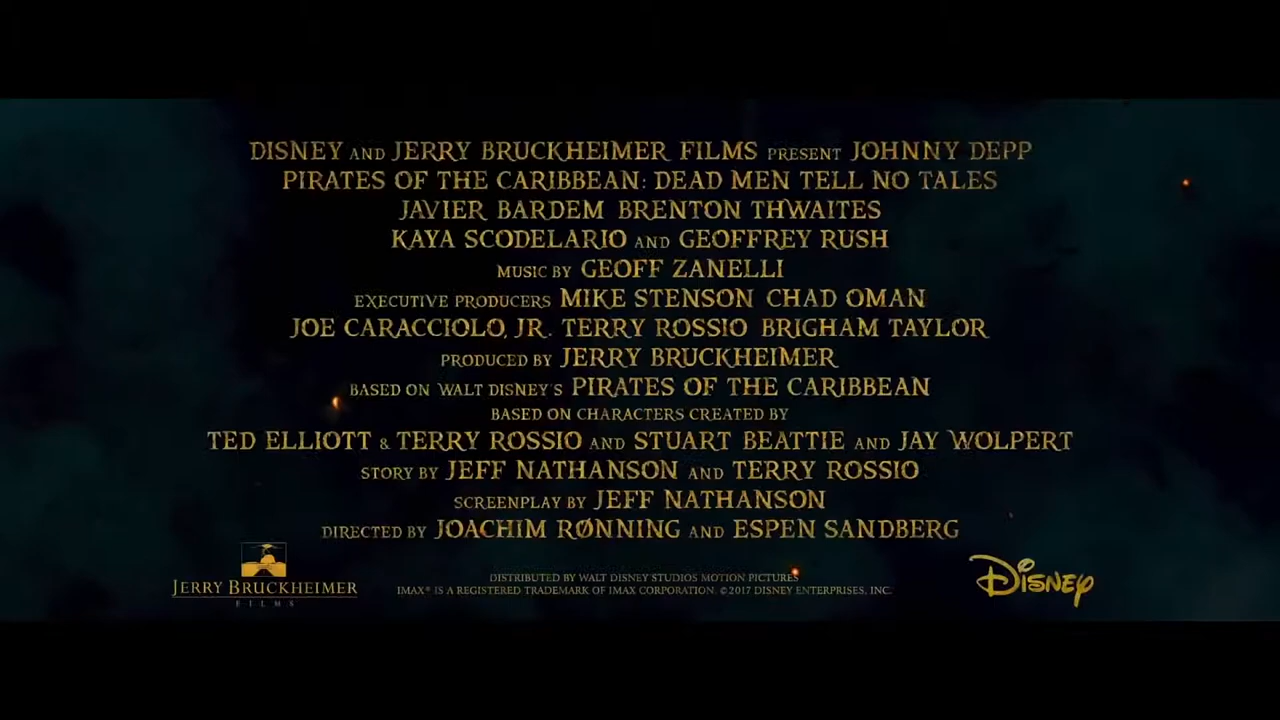 DISNEY AND JERRY BRUCKHEIMER FILMS PRESENT JOHNNY DEPP
PIRATES OF THE CARIBBEAN: DEAD MEN TELL NO TALES
JAVIER BARDEM BRENTON THWAITES
KAYA SCODELARIO AND GEOFFREY RUSH
MUSIC BY GEOFF ZANELLI
EXECUTIVE PRODUCERS MIKE STENSON CHAD OMAN
JOE CARACCIOLO, JR. TERRY ROSSIO BRIGHAM TAYLOR
PRODUCED BY JERRY BRUCKHEIMER
BASED ON WALT DISNEY'S PIRATES OF THE CARIBBEAN
BASED ON CHARACTERS CREATED BY
TED ELLIOTT & TERRY ROSSIO AND STUART BEATTIE AND JAY WOLPERT
STORY BY JEFF NATHANSON AND TERRY ROSSIO
SCREENPLAY BY JEFF NATHANSON
DIRECTED BY JOACHIM RØNNING AND ESPEN SANDBERG
JERRY BRUCKHEIMER
FILMS
DISTRIBUTED BY WALT DISNEY STUDIOS MOTION PICTURES
IMAX® IS A REGISTERED TRADEMARK OF IMAX CORPORATION. ©2017 DISNEY ENTERPRISES, INC.
DISNEY